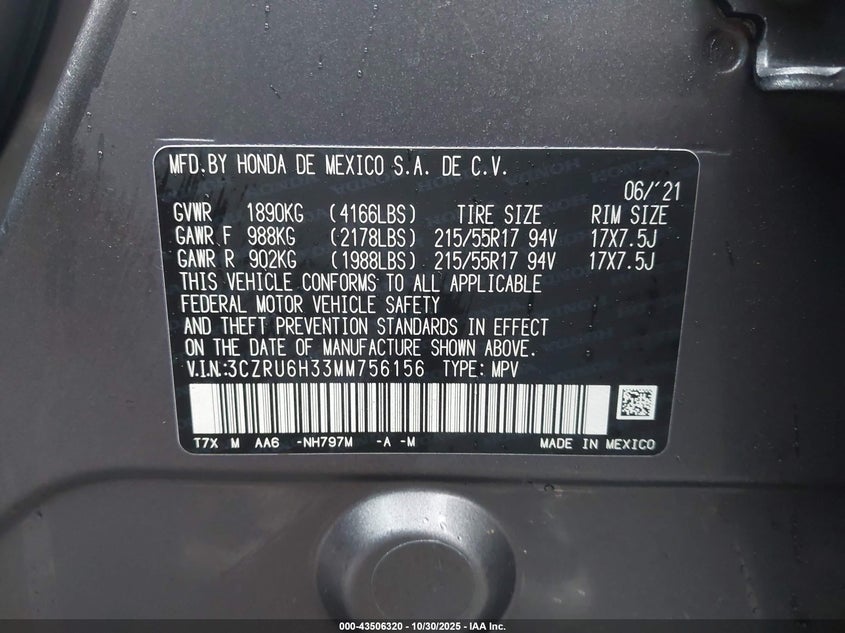 MFD. BY HONDA DE MEXICO S.A. DE C.V.
06/'21
GVWR 1890KG (4166LBS) TIRE SIZE RIM SIZE
GAWR F 988KG (2178LBS) 215/55R17 94V 17X7.5J
GAWR R 902KG (1988LBS) 215/55R17 94V 17X7.5J
THIS VEHICLE CONFORMS TO ALL APPLICABLE
FEDERAL MOTOR VEHICLE SAFETY
AND THEFT PREVENTION STANDARDS IN EFFECT
ON THE DATE OF MANUFACTURE SHOWN ABOVE.
V.I.N:3CZRU6H33MM756156 TYPE: MPV
T7X M AA6 -NH797M -A -M MADE IN MEXICO
000-43506320 - 10/30/2025 - IAA Inc.